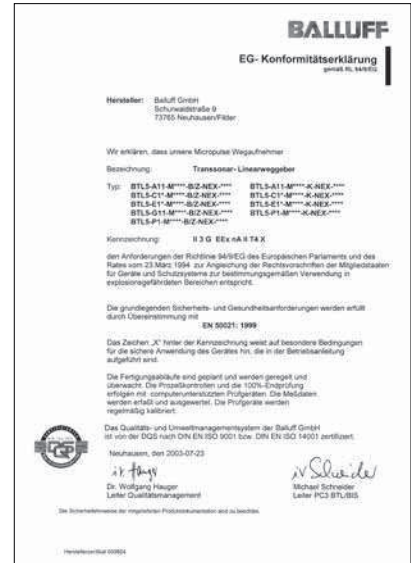 BALLUFF
EG- Konformitätserklärung
gemäß RL 94/9/EG
Hersteller: Balluff GmbH
Schurwaldstraße 9
73765 Neuhausen/Filder
Wir erklären, dass unsere Micropulse Wegaufnehmer
Bezeichnung: Transsonar- Linearweggeber
Typ: BTL5-A11-M****-B/Z-NEX-**** BTL5-A11-M****-K-NEX-****
BTL5-C1*-M****-B/Z-NEX-**** BTL5-C1*-M****-K-NEX-****
BTL5-E1*-M****-B/Z-NEX-**** BTL5-E1*-M****-K-NEX-****
BTL5-G11-M****-B/Z-NEX-**** BTL5-P1-M****-K-NEX-****
BTL5-P1-M****-B/Z-NEX-****
Kennzeichnung: II 3 G EEx nA II T4 X
den Anforderungen der Richtlinie 94/9/EG des Europäischen Parlaments und des
Rates vom 23.März 1994 zur Angleichung der Rechtsvorschriften der Mitgliedstaaten
für Geräte und Schutzsysteme zur bestimmungsgemäßen Verwendung in
explosionsgefährdeten Bereichen entspricht.
Die grundlegenden Sicherheits- und Gesundheitsanforderungen werden erfüllt
durch Übereinstimmung mit
EN 50021: 1999
Das Zeichen „X" hinter der Kennzeichnung weist auf besondere Bedingungen
für die sichere Anwendung des Gerätes hin, die in der Betriebsanleitung
aufgeführt sind.
Die Fertigungsabläufe sind geplant und werden geregelt und
überwacht. Die Prozeßkontrollen und die 100%-Endprüfung
erfolgen mit computerunterstützten Prüfgeräten. Die Meßdaten
werden erfaßt und ausgewertet. Die Prüfgeräte werden
regelmäßig kalibriert.
Das Qualitäts- und Umweltmanagementsystem der Balluff GmbH
ist von der DQS nach DIN EN ISO 9001 bzw. DIN EN ISO 14001 zertifiziert.
DQS
Neuhausen, den 2003-07-23
Dr. Wolfgang Hauger Michael Schneider
Leiter Qualitätsmanagement Leiter PC3 BTL/BIS
Die Sicherheitshinweise der mitgelieferten Produktdokumentation sind zu beachten.